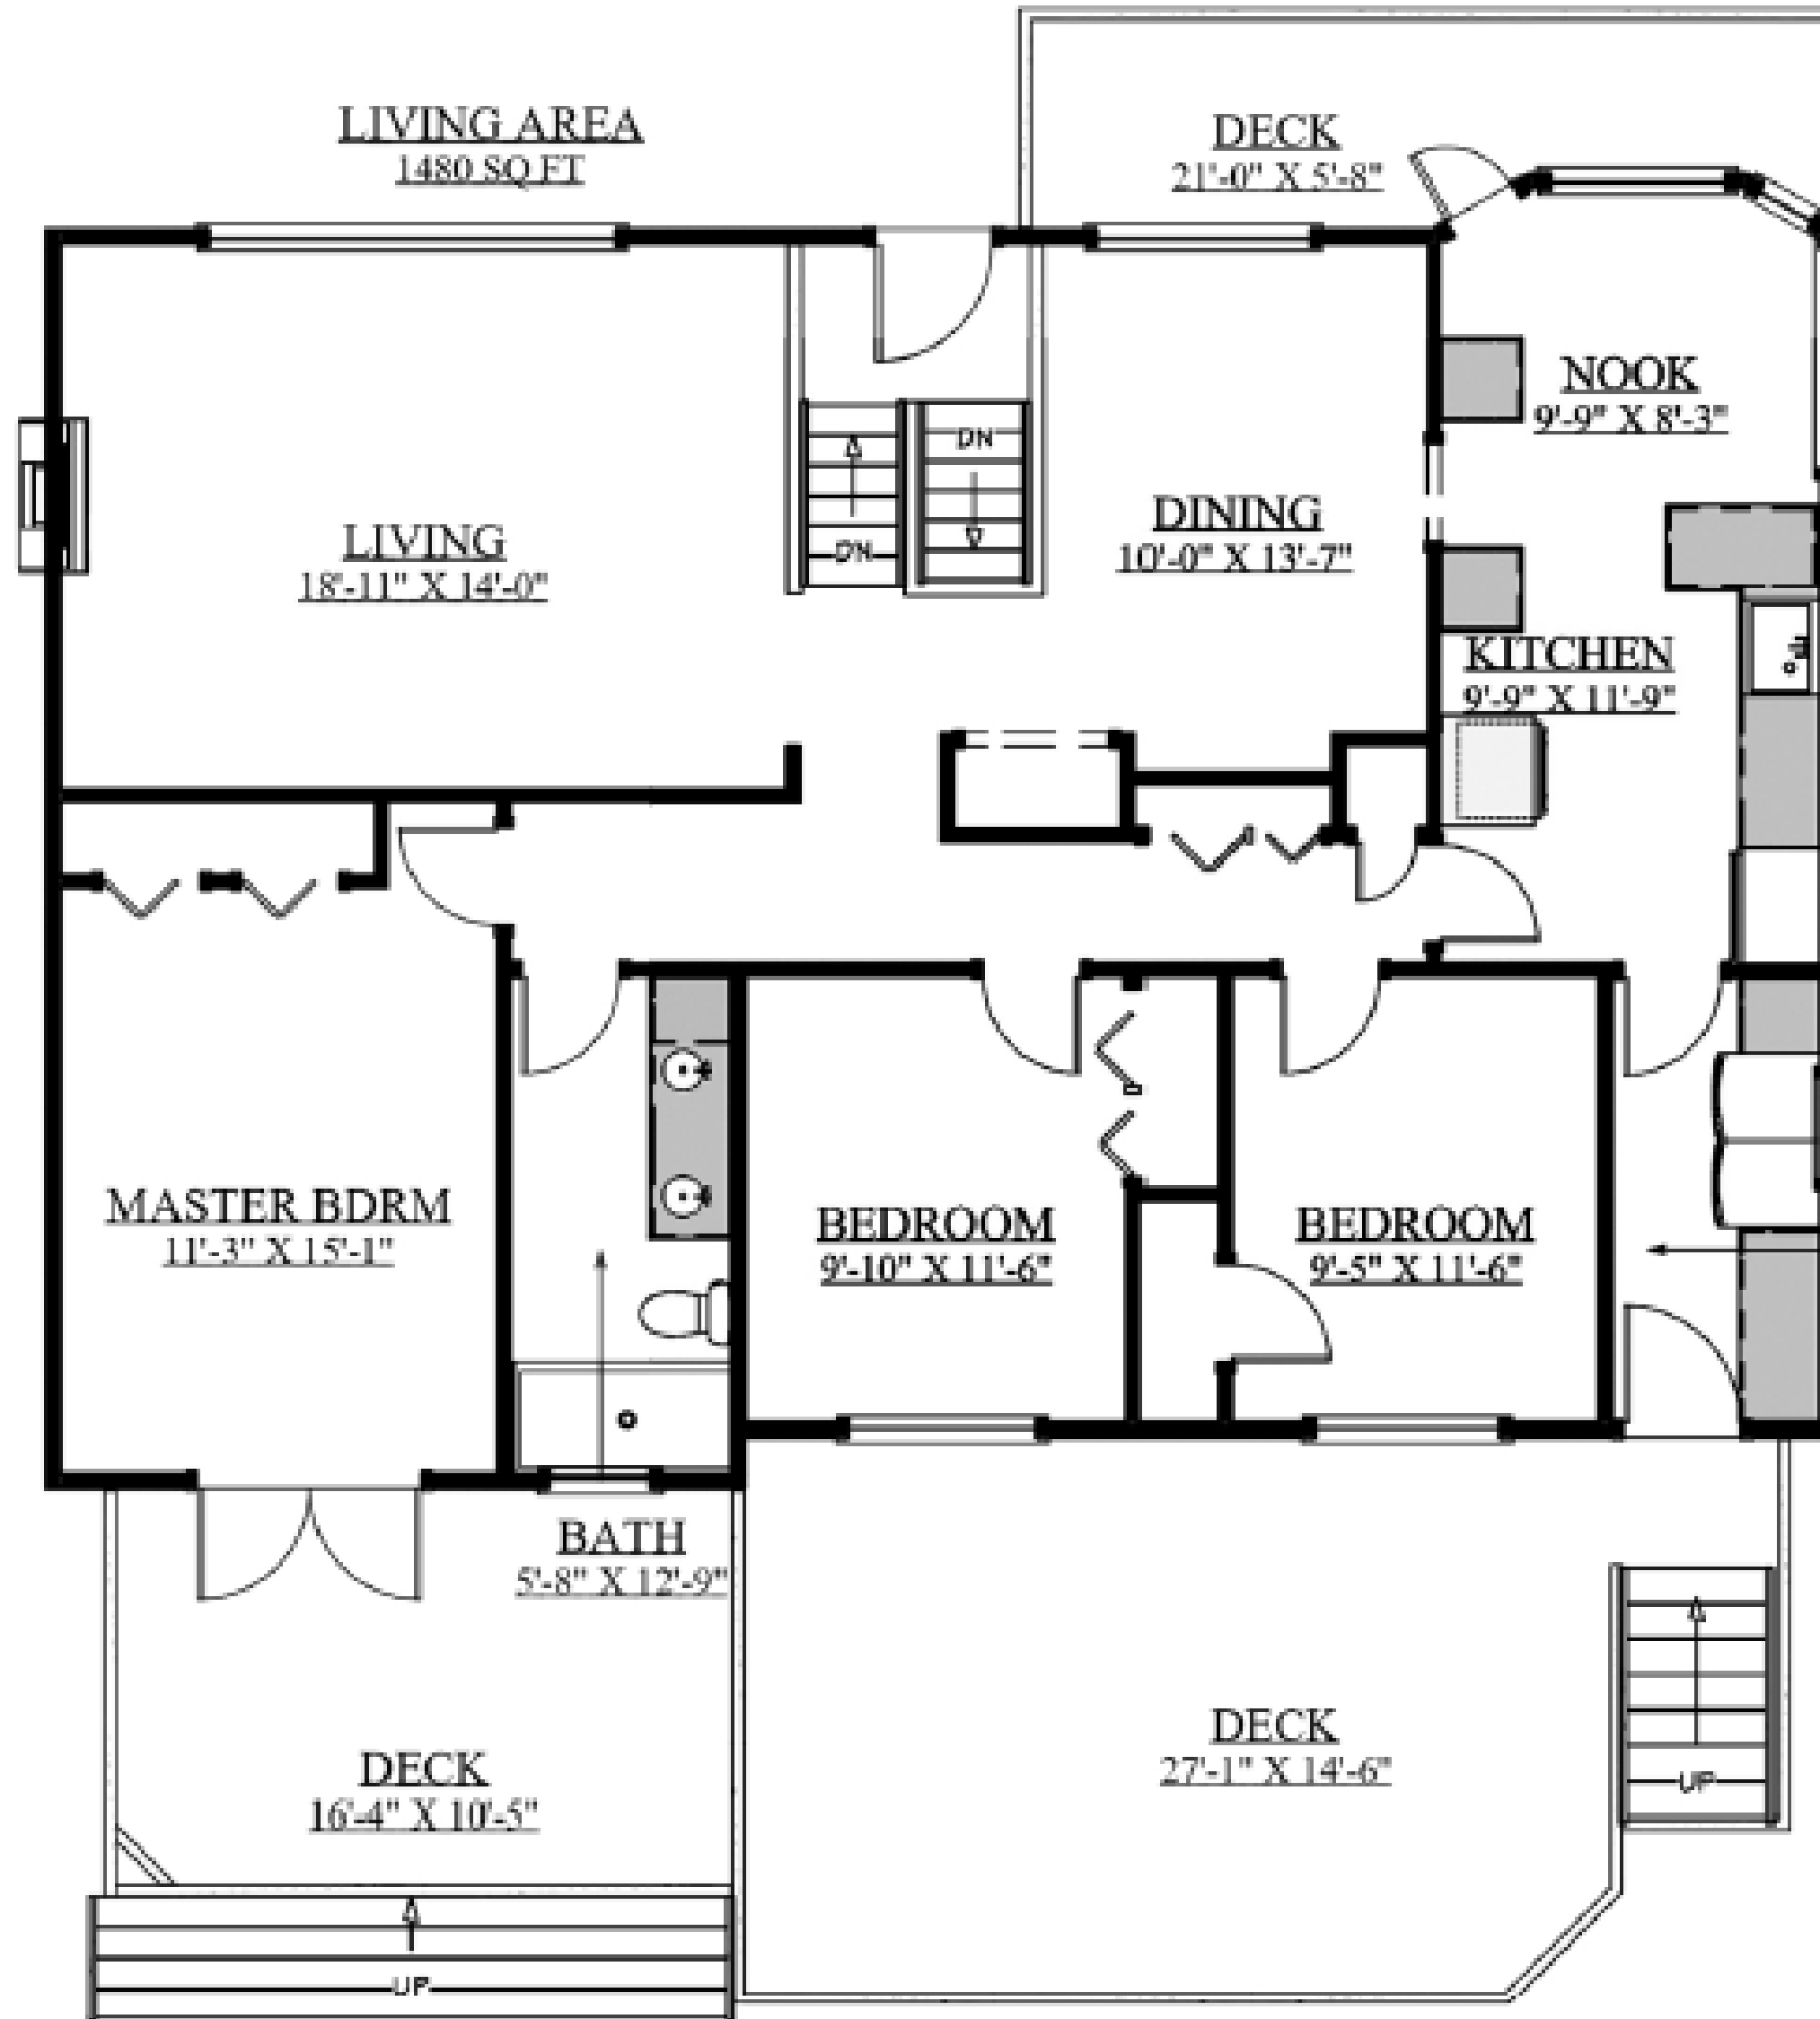 LIVING AREA
1480 SQ FT
DECK
21'-0" X 5'-8"
NOOK
9'-9" X 8'-3"
DN
DN
LIVING
18'-11" X 14'-0"
DINING
10'-0" X 13'-7"
KITCHEN
9'-9" X 11'-9"
MASTER BDRM
11'-3" X 15'-1"
BEDROOM
9'-10" X 11'-6"
BEDROOM
9'-5" X 11'-6"
BATH
5'-8" X 12'-9"
DECK
16'-4" X 10'-5"
DECK
27'-1" X 14'-6"
UP
UP